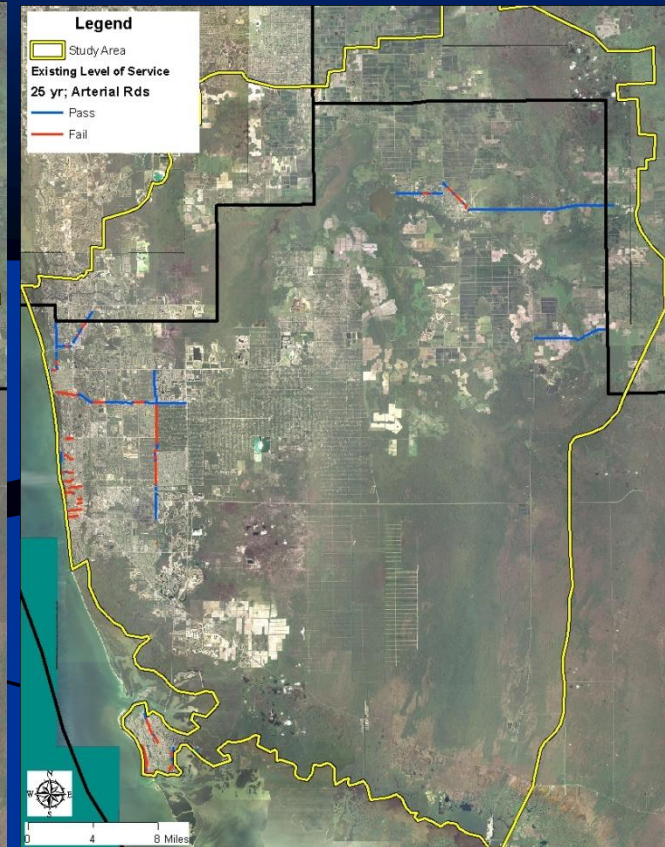 Legend
Study Area
Existing Level of Service
25 yr; Arterial Rds
Pass
Fail
N
W E
S
0 4 8 Miles